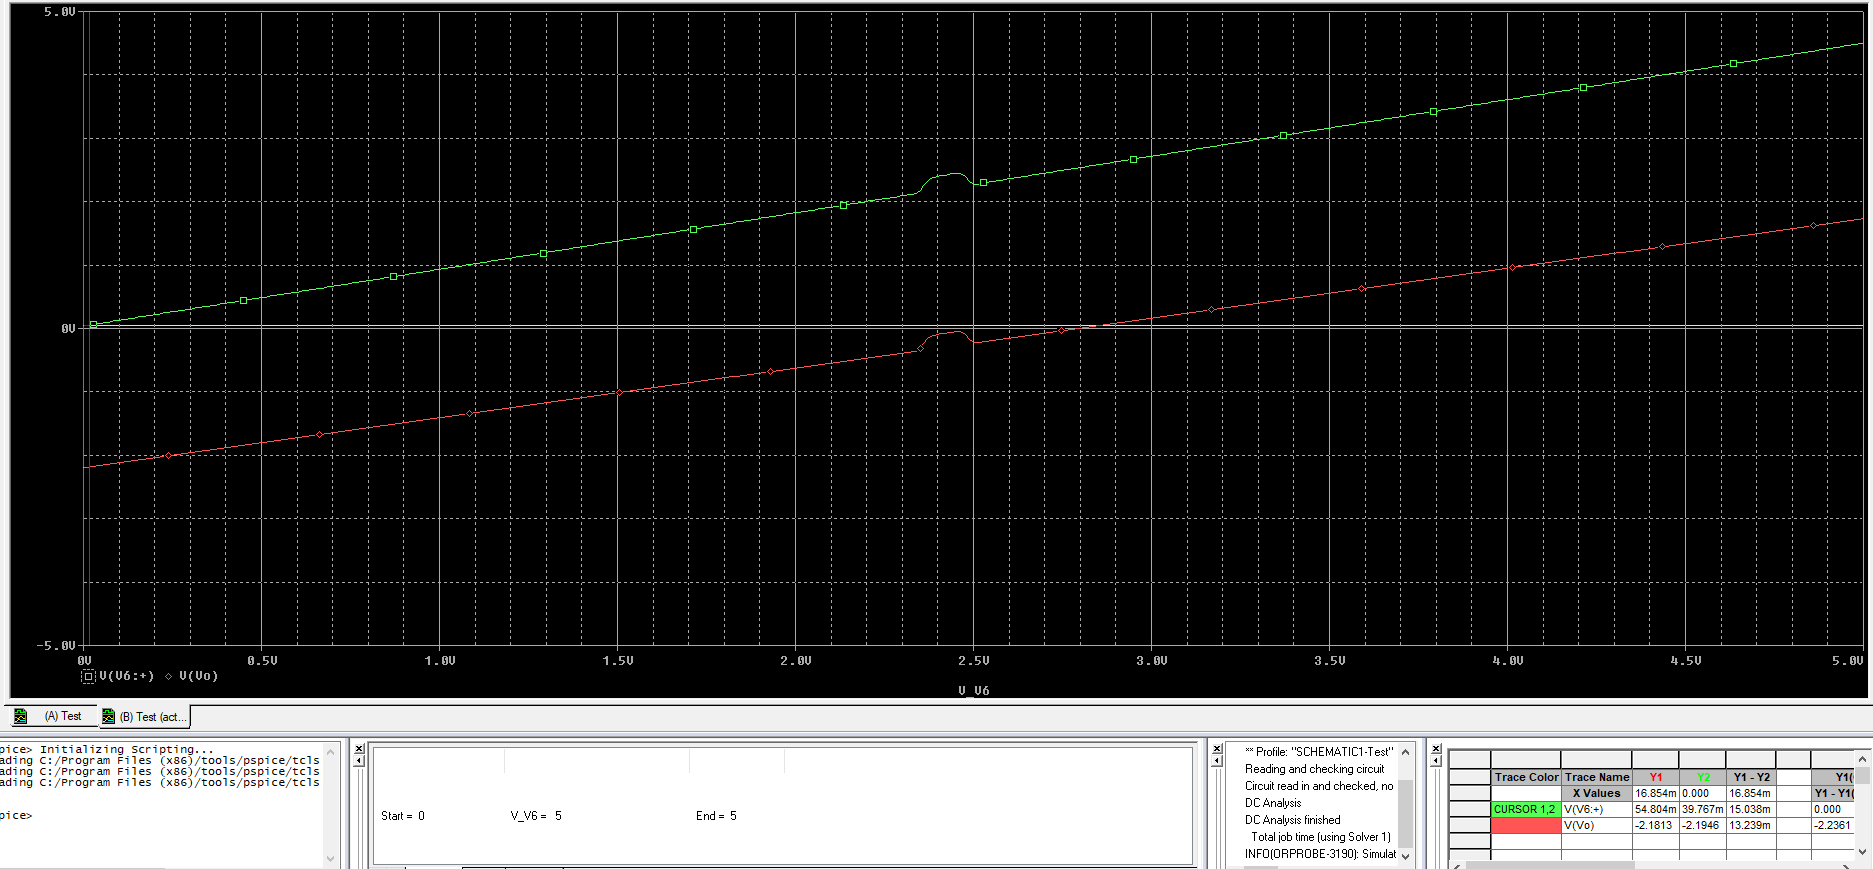 5.0V
0V
-5.0V
0V 0.5V 1.0V 1.5V 2.0V 2.5V 3.0V 3.5V 4.0V 4.5V 5.0V
V(V6:+) V(Vo)
V_V6
(A) Test (B) Test (act...
pice> Initializing Scripting...
ading C:/Program Files (x86)/tools/pspice/tcls
ading C:/Program Files (x86)/tools/pspice/tcls
ading C:/Program Files (x86)/tools/pspice/tcls
pice>
Start = 0 V_V6 = 5 End = 5
** Profile: "SCHEMATIC1-Test"
Reading and checking circuit
Circuit read in and checked, no
DC Analysis
DC Analysis finished
Total job time (using Solver 1)
INFO(ORPROBE-3190): Simulat
Trace Color Trace Name Y1 Y2 Y1 - Y2 Y1(
X Values 16.854m 0.000 16.854m Y1 - Y1(
CURSOR 1,2 V(V6:+) 54.804m 39.767m 15.038m 0.000
V(Vo) -2.1813 -2.1946 13.239m -2.2361